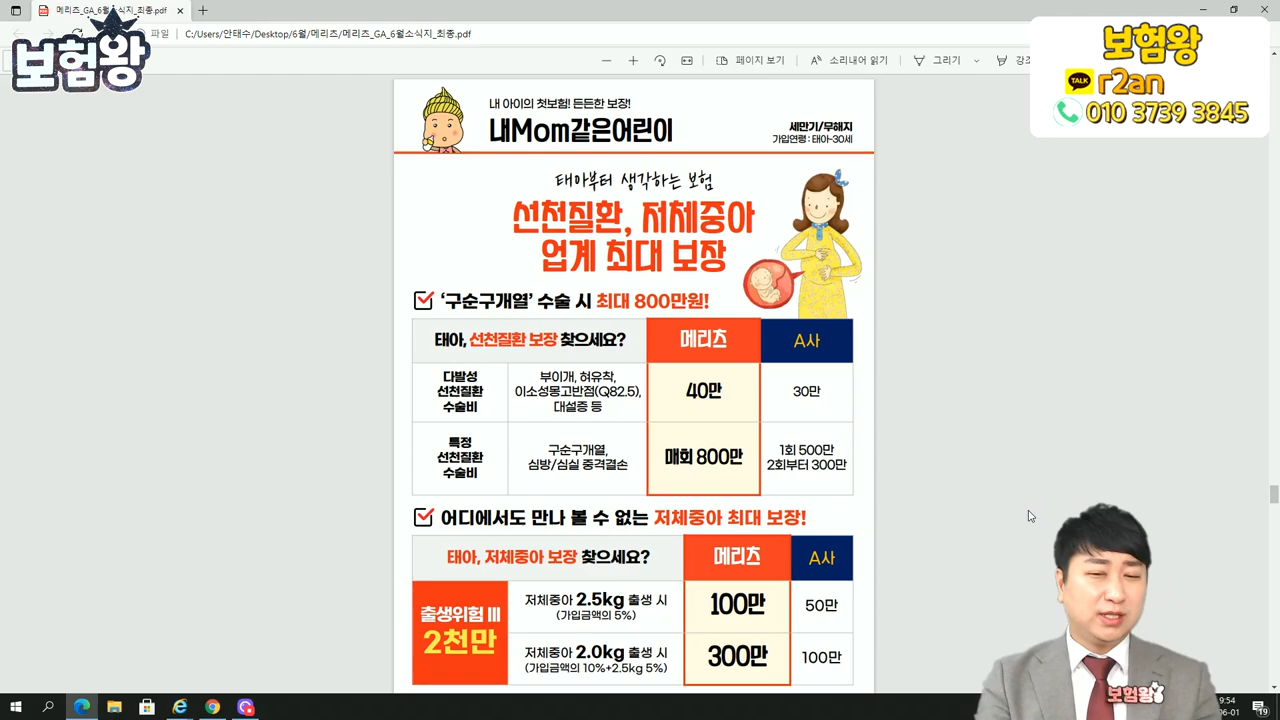 메리츠_GA_6월소식지_최종.pdf
파일
C:/Users/안태수/Desktop/6월/메리츠/메리츠_GA_6월소식지_최종.pdf
보험왕
페이지 보기
소리내어 읽기
그리기
강조
보험왕
TALK
r2an
010 3739 3845
내 아이의 첫보험! 든든한 보장!
내Mom같은어린이
세만기/무해지
가입연령 : 태아-30세
태아부터 생각하는 보험
선천질환, 저체중아
업계 최대 보장
'구순구개열' 수술 시 최대 800만원!
태아, 선천질환 보장 찾으세요?
메리츠
A사
다발성
선천질환
수술비
부이개, 혀유착,
이소성몽고반점(Q82.5),
대설증 등
40만
30만
특정
선천질환
수술비
구순구개열,
심방/심실 중격결손
매회 800만
1회 500만
2회부터 300만
어디에서도 만나 볼 수 없는 저체중아 최대 보장!
태아, 저체중아 보장 찾으세요?
메리츠
A사
출생위험 III
2천만
저체중아 2.5kg 출생 시
(가입금액의 5%)
100만
50만
저체중아 2.0kg 출생 시
(가입금액의 10%+2.5kg 5%)
300만
100만
보험왕
9:54
06-01
19